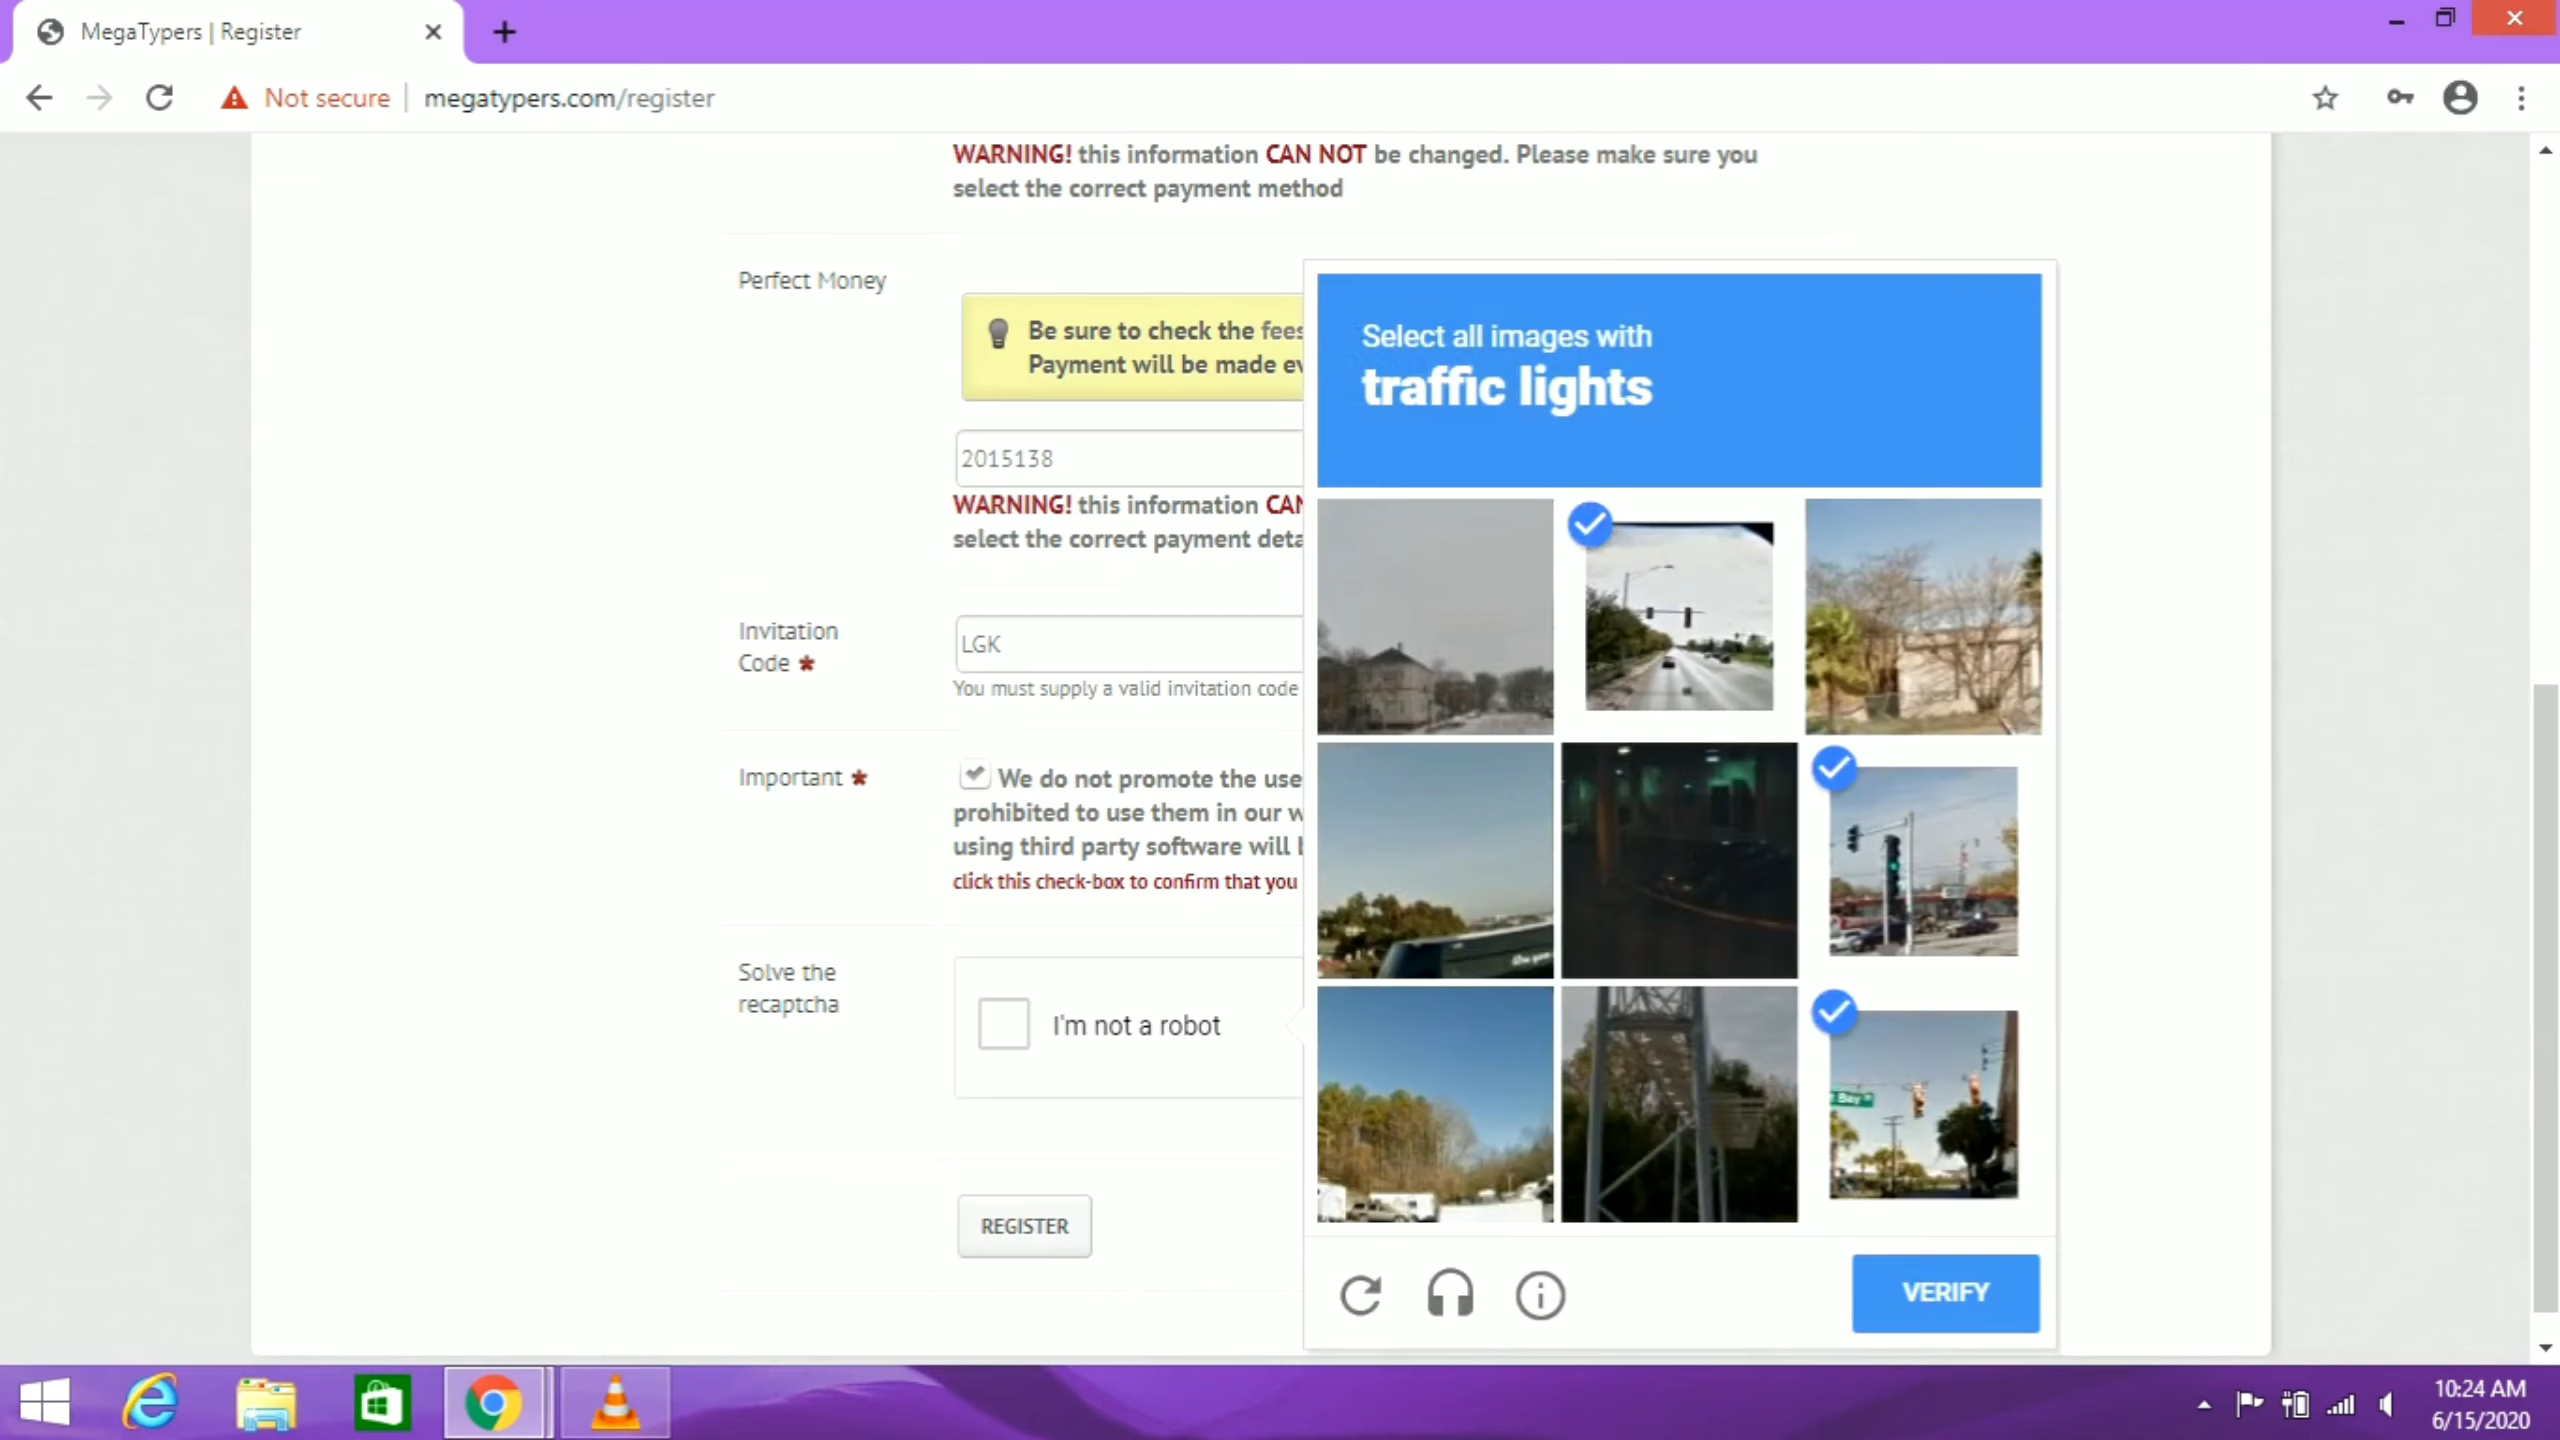 MegaTypers | Register
Not secure
megatypers.com/register
WARNING! this information CAN NOT be changed. Please make sure you
select the correct payment method
Perfect Money
Be sure to check the fees
Payment will be made
2015138
WARNING! this information
select the correct payment
Invitation
Code *
LGK
You must supply a valid invitation code
Important *
We do not promote the use
prohibited to use them in our
using third party software will
click this check-box to confirm that you
Solve the
recaptcha
I'm not a robot
REGISTER
Select all images with
traffic lights
Bay
VERIFY
10:24 AM
6/15/2020